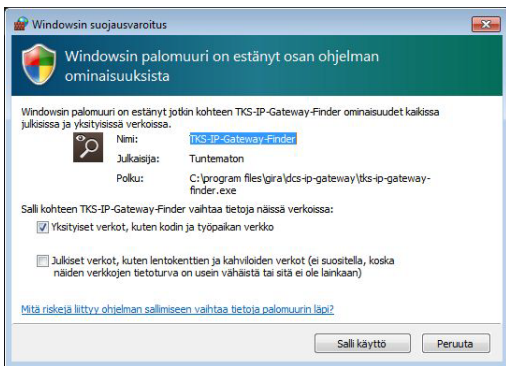 Windowsin suojausvaroitus
Windowsin palomuuri on estänyt osan ohjelman
ominaisuuksista
Windowsin palomuuri on estänyt jotkin kohteen TKS-IP-Gateway-Finder ominaisuudet kaikissa
julkisissa ja yksityisissä verkoissa.
Nimi: TKS-IP-Gateway-Finder
Julkaisija: Tuntematon
Polku: C:\program files\gira\dcs-ip-gateway\tks-ip-gateway-
finder.exe
Salli kohteen TKS-IP-Gateway-Finder vaihtaa tietoja näissä verkoissa:
Yksityiset verkot, kuten kodin ja työpaikan verkko
Julkiset verkot, kuten lentokenttien ja kahviloiden verkot (ei suositella, koska
näiden verkkojen tietoturva on usein vähäistä tai sitä ei ole lainkaan)
Mitä riskejä liittyy ohjelman sallimiseen vaihtaa tietoja palomuurin läpi?
Salli käyttö Peruuta